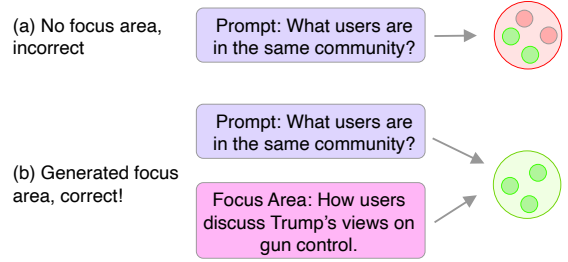 (a) No focus area,
incorrect
Prompt: What users are
in the same community?
(b) Generated focus
area, correct!
Prompt: What users are
in the same community?
Focus Area: How users
discuss Trump's views on
gun control.